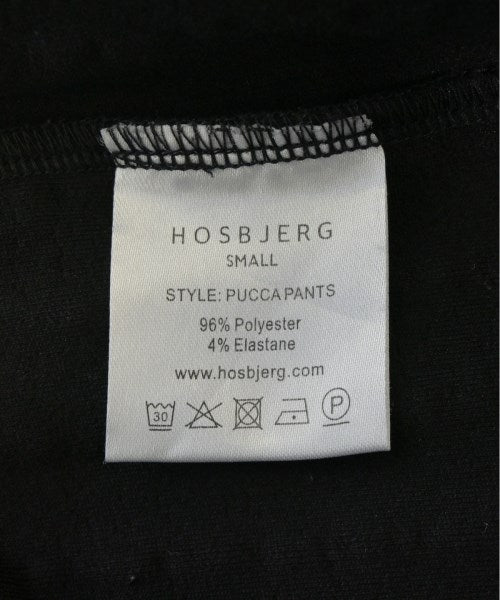 HOSBJERG
SMALL
STYLE: PUCCA PANTS
96% Polyester
4% Elastane
www.hosbjerg.com
30 P